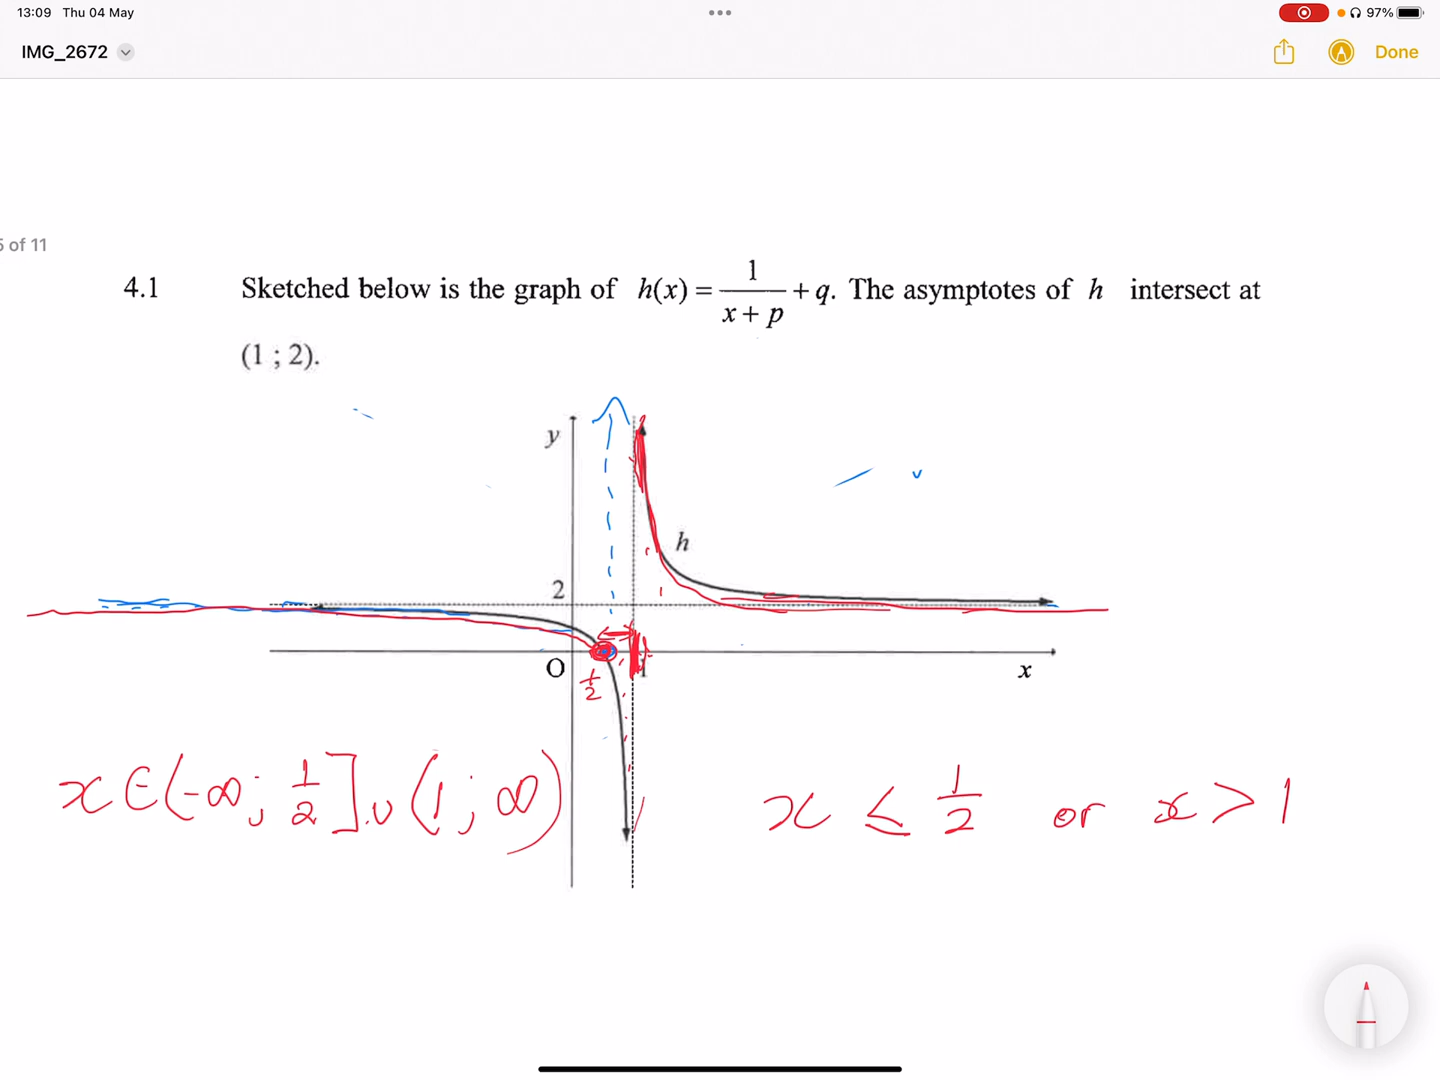 13:09 Thu 04 May
97%
IMG_2672
Done
5 of 11
4.1 Sketched below is the graph of h(x) = 1/(x + p) + q. The asymptotes of h intersect at
(1 ; 2).
y
h
2
O
1/2
1
x
x ∈ (-∞; 1/2] ∪ (1; ∞)
x ≤ 1/2 or x > 1